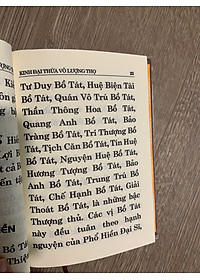 KINH ĐẠI THỪA VÔ LƯỢNG THỌ 23
Tư Duy Bồ Tát, Huệ Biện Tài
Bồ Tát, Quán Vô Trú Bồ Tát,
Thần Thông Hoa Bồ Tát,
Quang Anh Bồ Tát, Bảo
Tràng Bồ Tát, Trí Thượng Bồ
Tát, Tịch Căn Bồ Tát, Tín Huệ
Bồ Tát, Nguyện Huệ Bồ Tát,
Hương Tượng Bồ Tát, Bảo
Anh Bồ Tát, Trung Trú Bồ
Tát, Chế Hạnh Bồ Tát, Giải
Thoát Bồ Tát, là những bậc
Thượng thủ. Các vị Bồ Tát
này đều tuân theo hạnh
nguyện của Phổ Hiền Đại Sĩ,